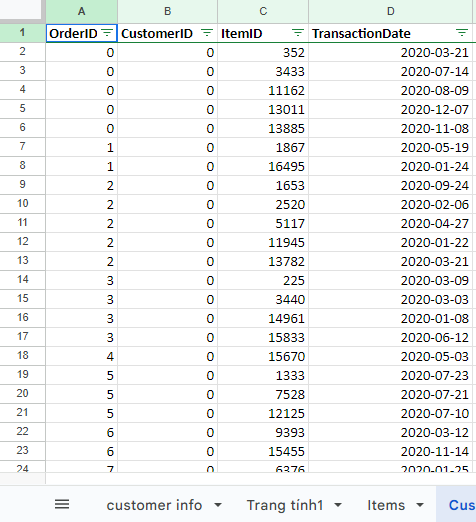 A B C D
1 OrderID CustomerID ItemID TransactionDate
2 0 0 352 2020-03-21
3 0 0 3433 2020-07-14
4 0 0 11162 2020-08-09
5 0 0 13011 2020-12-07
6 0 0 13885 2020-11-08
7 1 0 1867 2020-05-19
8 1 0 16495 2020-01-24
9 2 0 1653 2020-09-24
10 2 0 2520 2020-02-06
11 2 0 5117 2020-04-27
12 2 0 11945 2020-01-22
13 2 0 13782 2020-03-21
14 3 0 225 2020-03-09
15 3 0 3440 2020-03-03
16 3 0 14961 2020-01-08
17 3 0 15833 2020-06-12
18 4 0 15670 2020-05-03
19 5 0 1333 2020-07-23
20 5 0 7528 2020-07-21
21 5 0 12125 2020-07-10
22 6 0 9393 2020-03-12
23 6 0 15455 2020-11-14
24 7 0 6376 2020-01-25
customer info Trang tính1 Items Cus